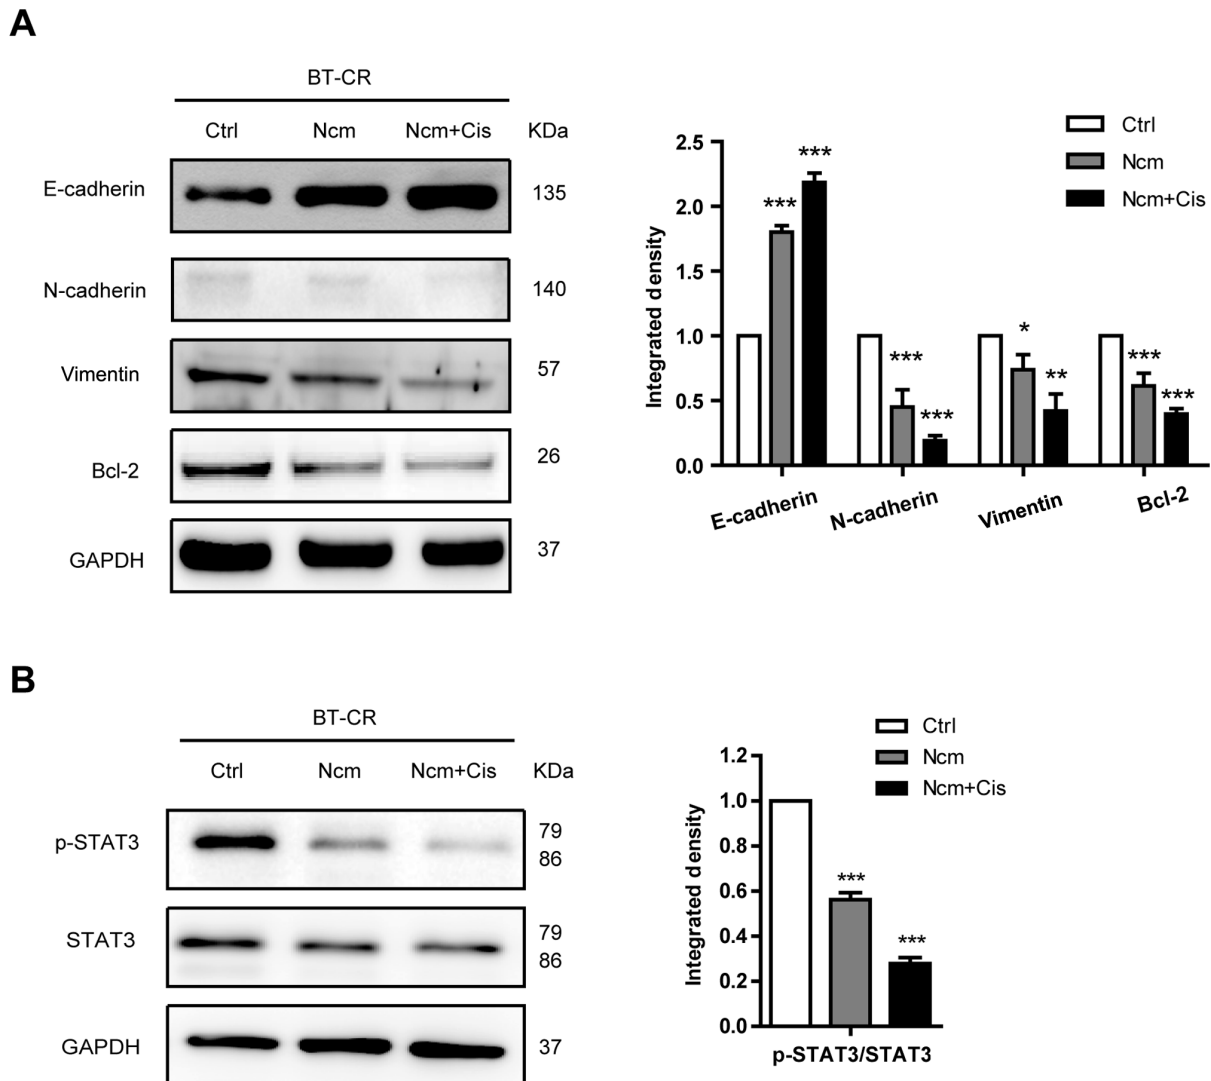 A
BT-CR
Ctrl Ncm Ncm+Cis KDa
E-cadherin 135
N-cadherin 140
Vimentin 57
Bcl-2 26
GAPDH 37
Ctrl
Ncm
Ncm+Cis
Integrated density
2.5
2.0
1.5
1.0
0.5
0.0
*** ***
*** ***
* **
*** ***
E-cadherin N-cadherin Vimentin Bcl-2
B
BT-CR
Ctrl Ncm Ncm+Cis KDa
p-STAT3 79
86
STAT3 79
86
GAPDH 37
Ctrl
Ncm
Ncm+Cis
Integrated density
1.2
1.0
0.8
0.6
0.4
0.2
0.0
***
***
p-STAT3/STAT3